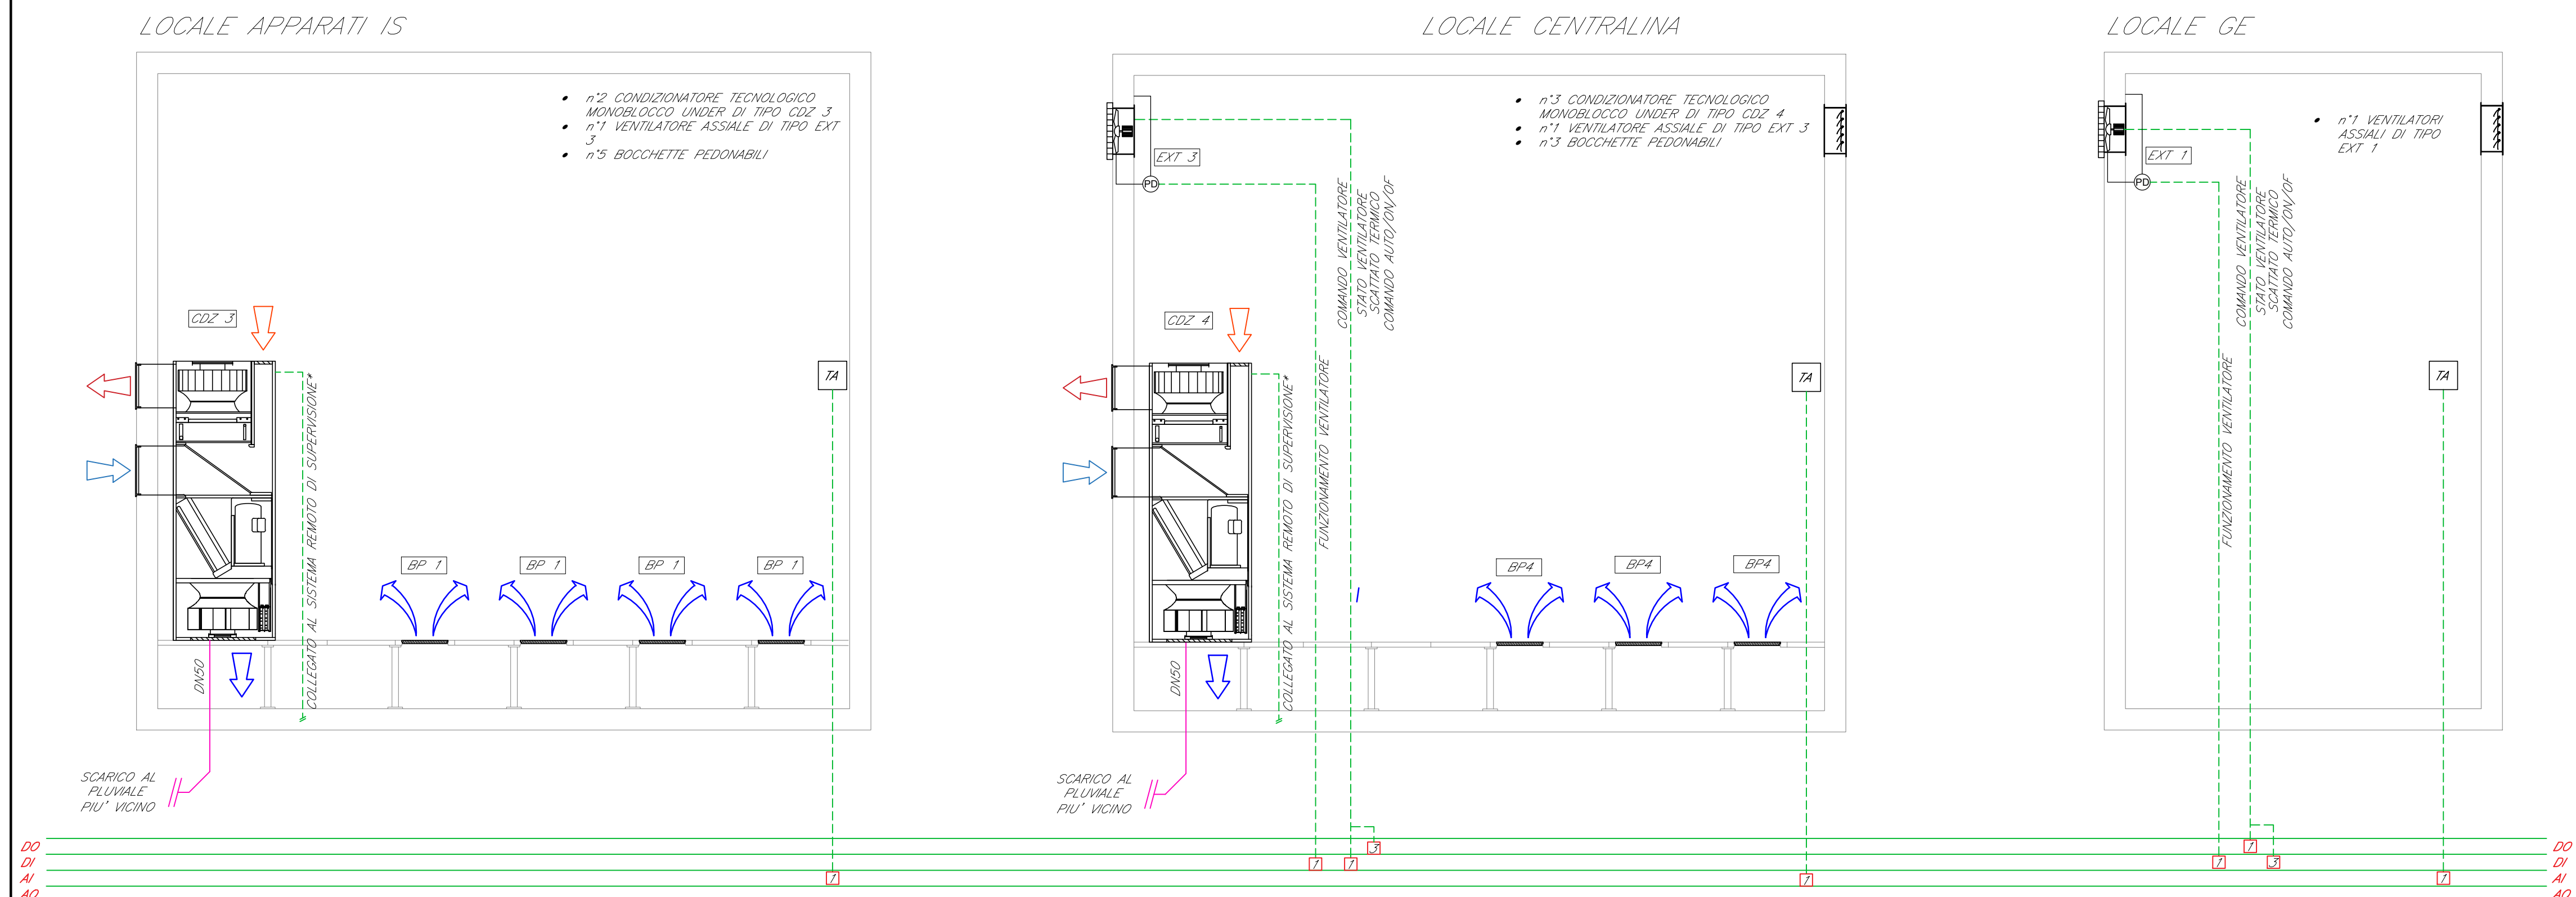 LOCALE APPARATI IS
• n°2 CONDIZIONATORE TECNOLOGICO
MONOBLOCCO UNDER DI TIPO CDZ 3
• n°1 VENTILATORE ASSIALE DI TIPO EXT
3
• n°5 BOCCHETTE PEDONABILI
CDZ 3
TA
COLLEGATO AL SISTEMA REMOTO DI SUPERVISIONE*
BP 1
BP 1
BP 1
BP 1
DN50
SCARICO AL
PLUVIALE
PIU' VICINO
LOCALE CENTRALINA
• n°3 CONDIZIONATORE TECNOLOGICO
MONOBLOCCO UNDER DI TIPO CDZ 4
• n°1 VENTILATORE ASSIALE DI TIPO EXT 3
• n°3 BOCCHETTE PEDONABILI
EXT 3
PD
COMANDO VENTILATORE
STATO VENTILATORE
SCATTATO TERMICO
COMANDO AUTO/ON/OF
CDZ 4
TA
COLLEGATO AL SISTEMA REMOTO DI SUPERVISIONE*
FUNZIONAMENTO VENTILATORE
BP4
BP4
BP4
DN50
SCARICO AL
PLUVIALE
PIU' VICINO
LOCALE GE
• n°1 VENTILATORI
ASSIALI DI TIPO
EXT 1
EXT 1
PD
COMANDO VENTILATORE
STATO VENTILATORE
SCATTATO TERMICO
COMANDO AUTO/ON/OF
FUNZIONAMENTO VENTILATORE
TA
DO 3 1 DO
DI 1 1 1 3 DI
AI 1 1 1 AI
AO AO